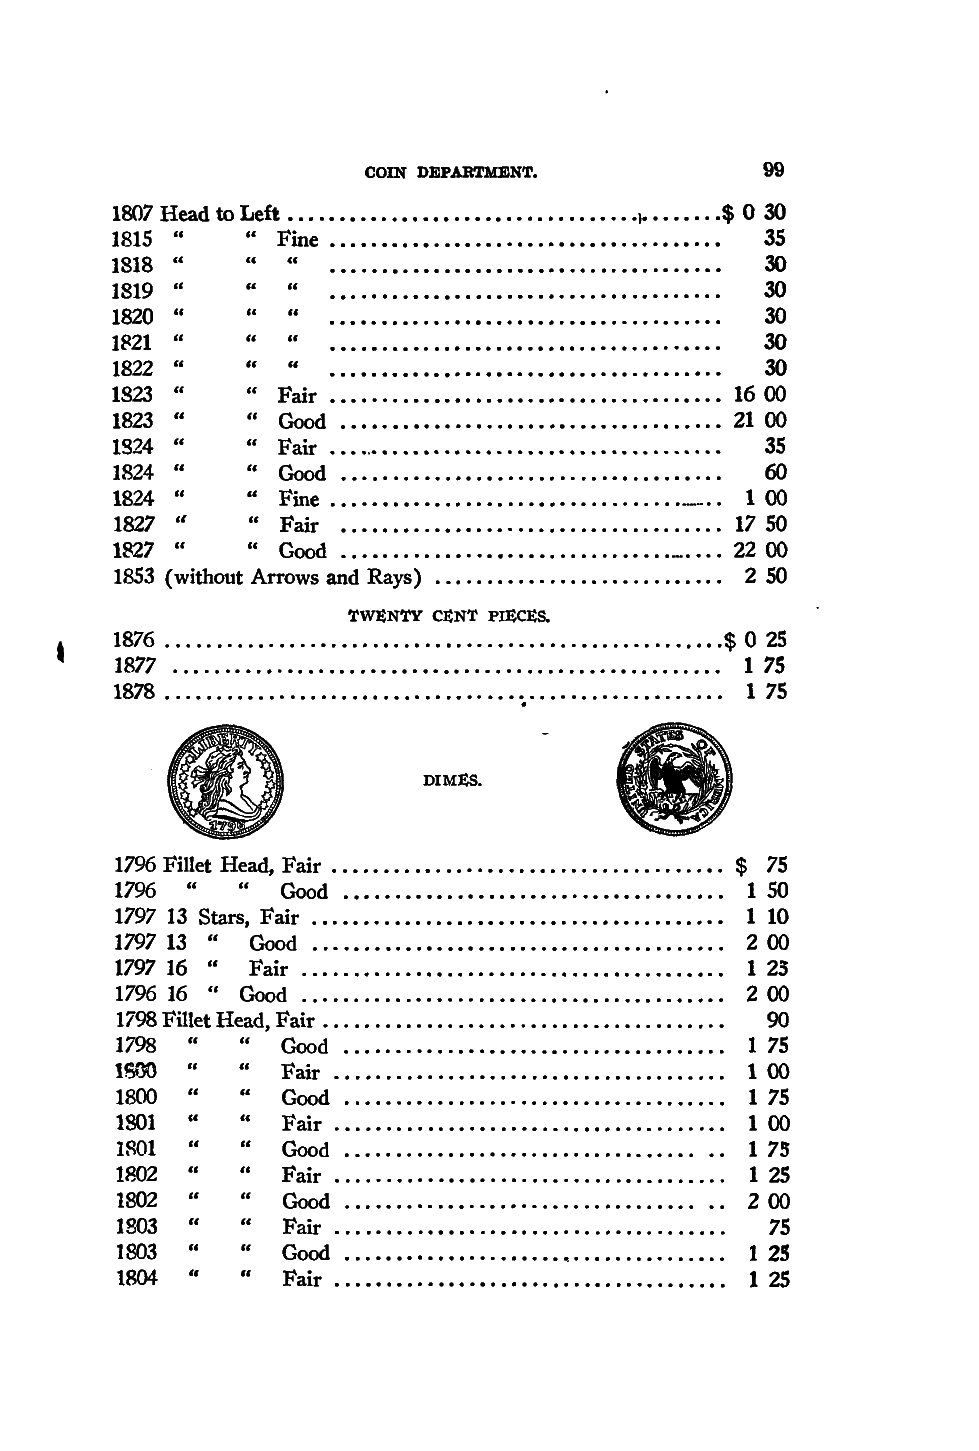 COIN DEPARTMENT. 99
1807 Head to Left ........................................ $ 0 30
1815 “ “ Fine ...................................... 35
1818 “ “ “ ...................................... 30
1819 “ “ “ ...................................... 30
1820 “ “ “ ...................................... 30
1821 “ “ “ ...................................... 30
1822 “ “ “ ...................................... 30
1823 “ “ Fair ...................................... 16 00
1823 “ “ Good ..................................... 21 00
1824 “ “ Fair ...................................... 35
1824 “ “ Good ..................................... 60
1824 “ “ Fine ...................................... 1 00
1827 “ “ Fair ..................................... 17 50
1827 “ “ Good ..................................... 22 00
1853 (without Arrows and Rays) ............................ 2 50
TWENTY CENT PIECES.
1876 ...................................................... $ 0 25
1877 ..................................................... 1 75
1878 ...................................................... 1 75
LIBERTY
1796
DIMES.
UNITED STATES OF AMERICA
1796 Fillet Head, Fair ...................................... $ 75
1796 “ “ Good ..................................... 1 50
1797 13 Stars, Fair ........................................ 1 10
1797 13 “ Good ........................................ 2 00
1797 16 “ Fair ......................................... 1 25
1796 16 “ Good ......................................... 2 00
1798 Fillet Head, Fair ....................................... 90
1798 “ “ Good ..................................... 1 75
1800 “ “ Fair ...................................... 1 00
1800 “ “ Good ..................................... 1 75
1801 “ “ Fair ...................................... 1 00
1801 “ “ Good .................................. .. 1 75
1802 “ “ Fair ...................................... 1 25
1802 “ “ Good .................................. .. 2 00
1803 “ “ Fair ...................................... 75
1803 “ “ Good ..................................... 1 25
1804 “ “ Fair ...................................... 1 25